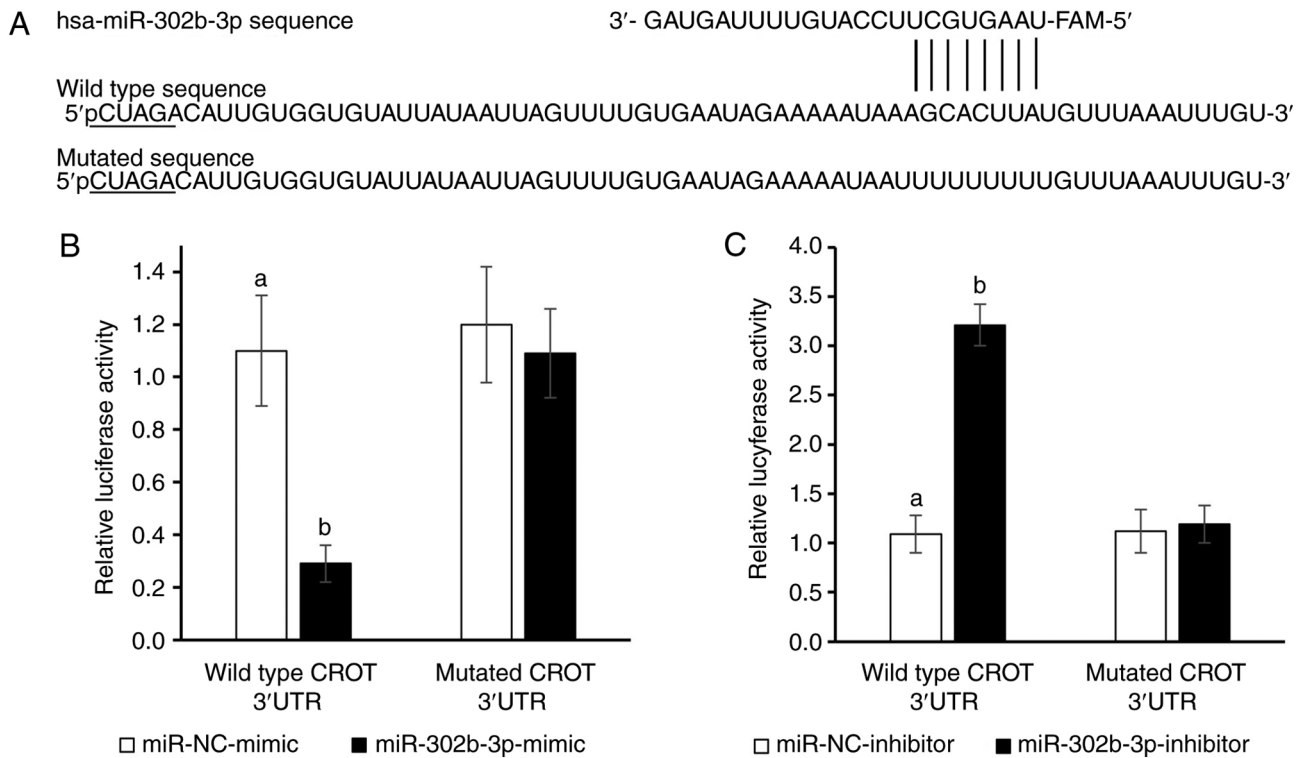 A hsa-miR-302b-3p sequence 3′- GAUGAUUUUGUACCUUCGUGAAU-FAM-5′
Wild type sequence
5′pCUAGACAUUGUGGUGUAUUAUAAUUAGUUUUGUGAAUAGAAAAAUAAAGCACUUAUGUUUAAAUUUGU-3′
Mutated sequence
5′pCUAGACAUUGUGGUGUAUUAUAAUUAGUUUUGUGAAUAGAAAAAUAAUUUUUUUUUGUUUAAAUUUGU-3′
B
Relative luciferase activity
1.4
1.2
1.0
0.8
0.6
0.4
0.2
0.0
a
b
Wild type CROT
3′UTR
Mutated CROT
3′UTR
miR-NC-mimic
miR-302b-3p-mimic
C
Relative lucyferase activity
4.0
3.5
3.0
2.5
2.0
1.5
1.0
0.5
0.0
a
b
Wild type CROT
3′UTR
Mutated CROT
3′UTR
miR-NC-inhibitor
miR-302b-3p-inhibitor